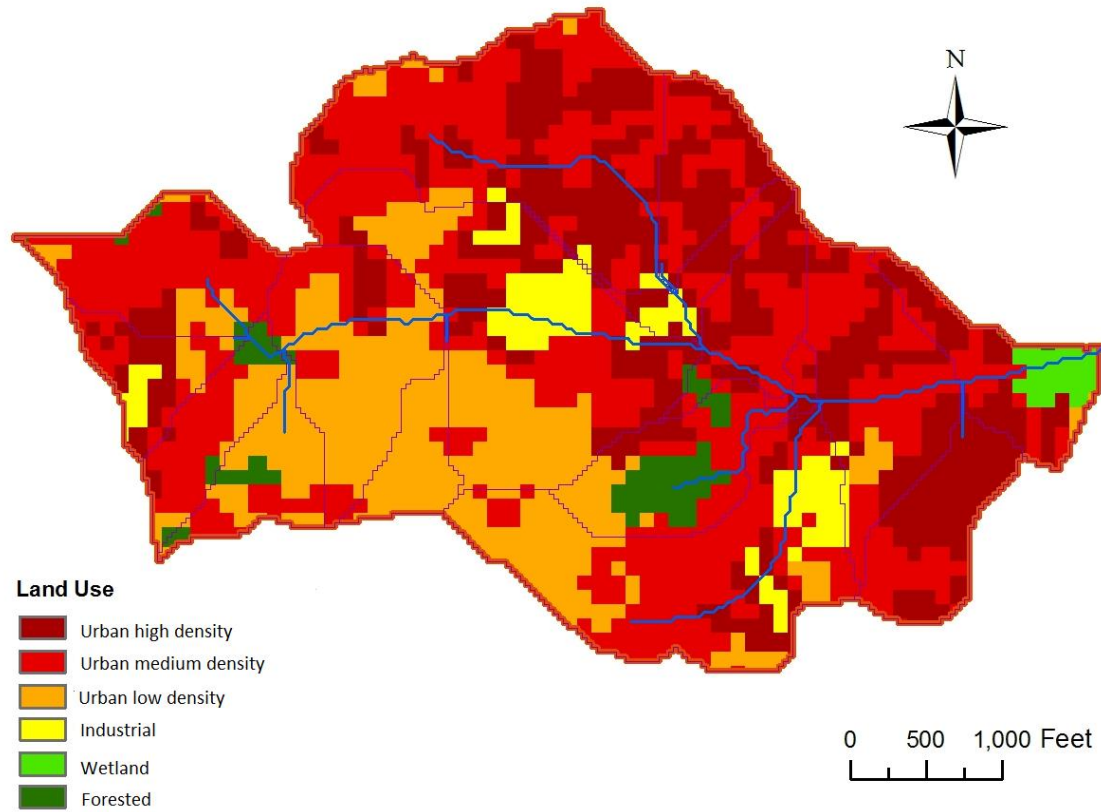 N
Land Use
Urban high density
Urban medium density
Urban low density
Industrial
Wetland
Forested
0 500 1,000 Feet